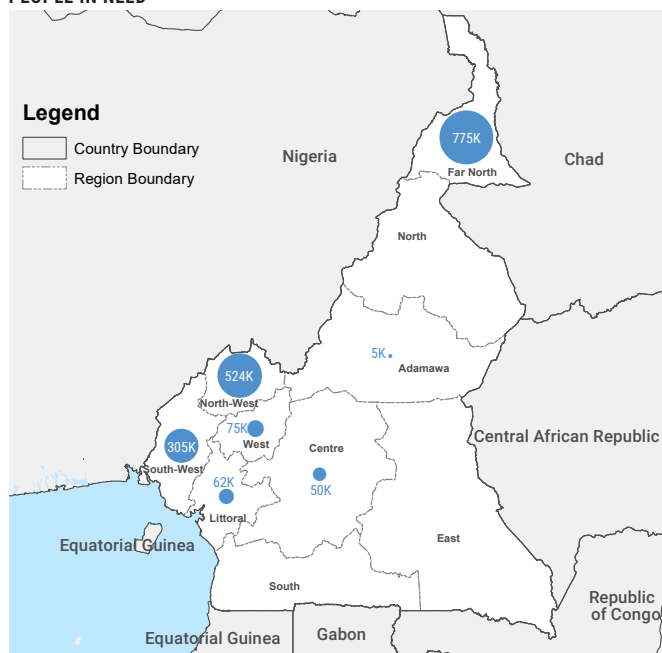 PEOPLE IN NEED
Legend
Country Boundary
Region Boundary
Nigeria
775K
Chad
Far North
North
5K
Adamawa
524K
North-West
75K
West
305K
South-West
Centre
Central African Republic
62K
50K
Littoral
East
Equatorial Guinea
South
Republic
of Congo
Equatorial Guinea
Gabon